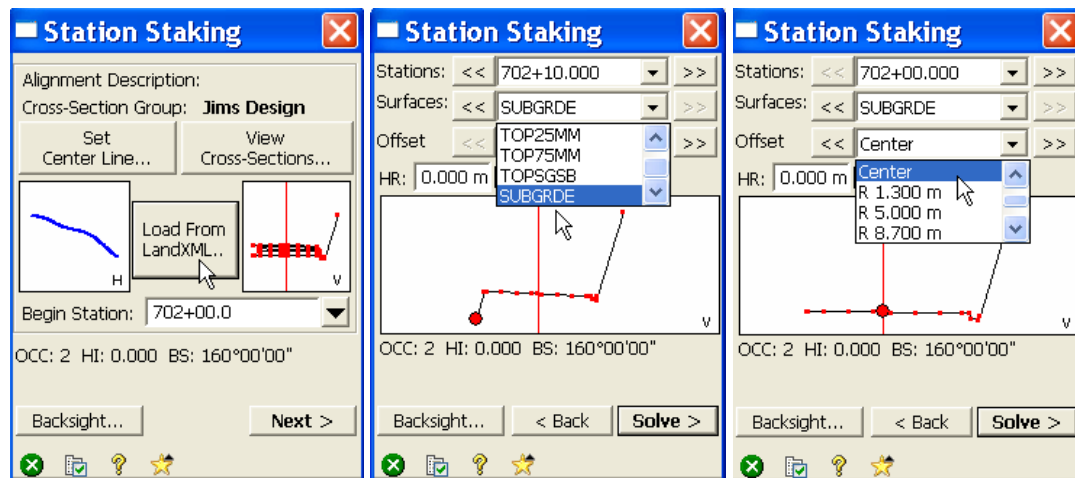 Station Staking
Alignment Description:
Cross-Section Group: Jims Design
Set
Center Line...
View
Cross-Sections...
Load From
LandXML..
H
V
Begin Station: 702+00.0
OCC: 2 HI: 0.000 BS: 160°00'00"
Backsight...
Next >
Station Staking
Stations: << 702+10.000 >>
Surfaces: << SUBGRDE >>
Offset << >>
TOP25MM
TOP75MM
TOPSGSB
SUBGRDE
HR: 0.000 m
V
OCC: 2 HI: 0.000 BS: 160°00'00"
Backsight...
< Back
Solve >
Station Staking
Stations: << 702+00.000 >>
Surfaces: << SUBGRDE >>
Offset << Center >>
HR: 0.000 m
Center
R 1.300 m
R 5.000 m
R 8.700 m
V
OCC: 2 HI: 0.000 BS: 160°00'00"
Backsight...
< Back
Solve >